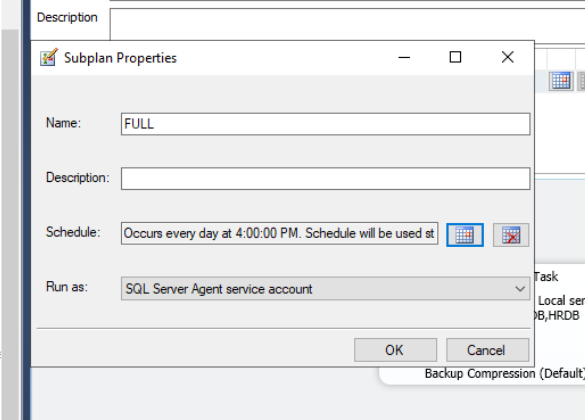 Description
Subplan Properties
Name:
FULL
Description:
Schedule:
Occurs every day at 4:00:00 PM. Schedule will be used st
Run as:
SQL Server Agent service account
Task
Local ser
DB,HRDB
OK
Cancel
Backup Compression (Default)